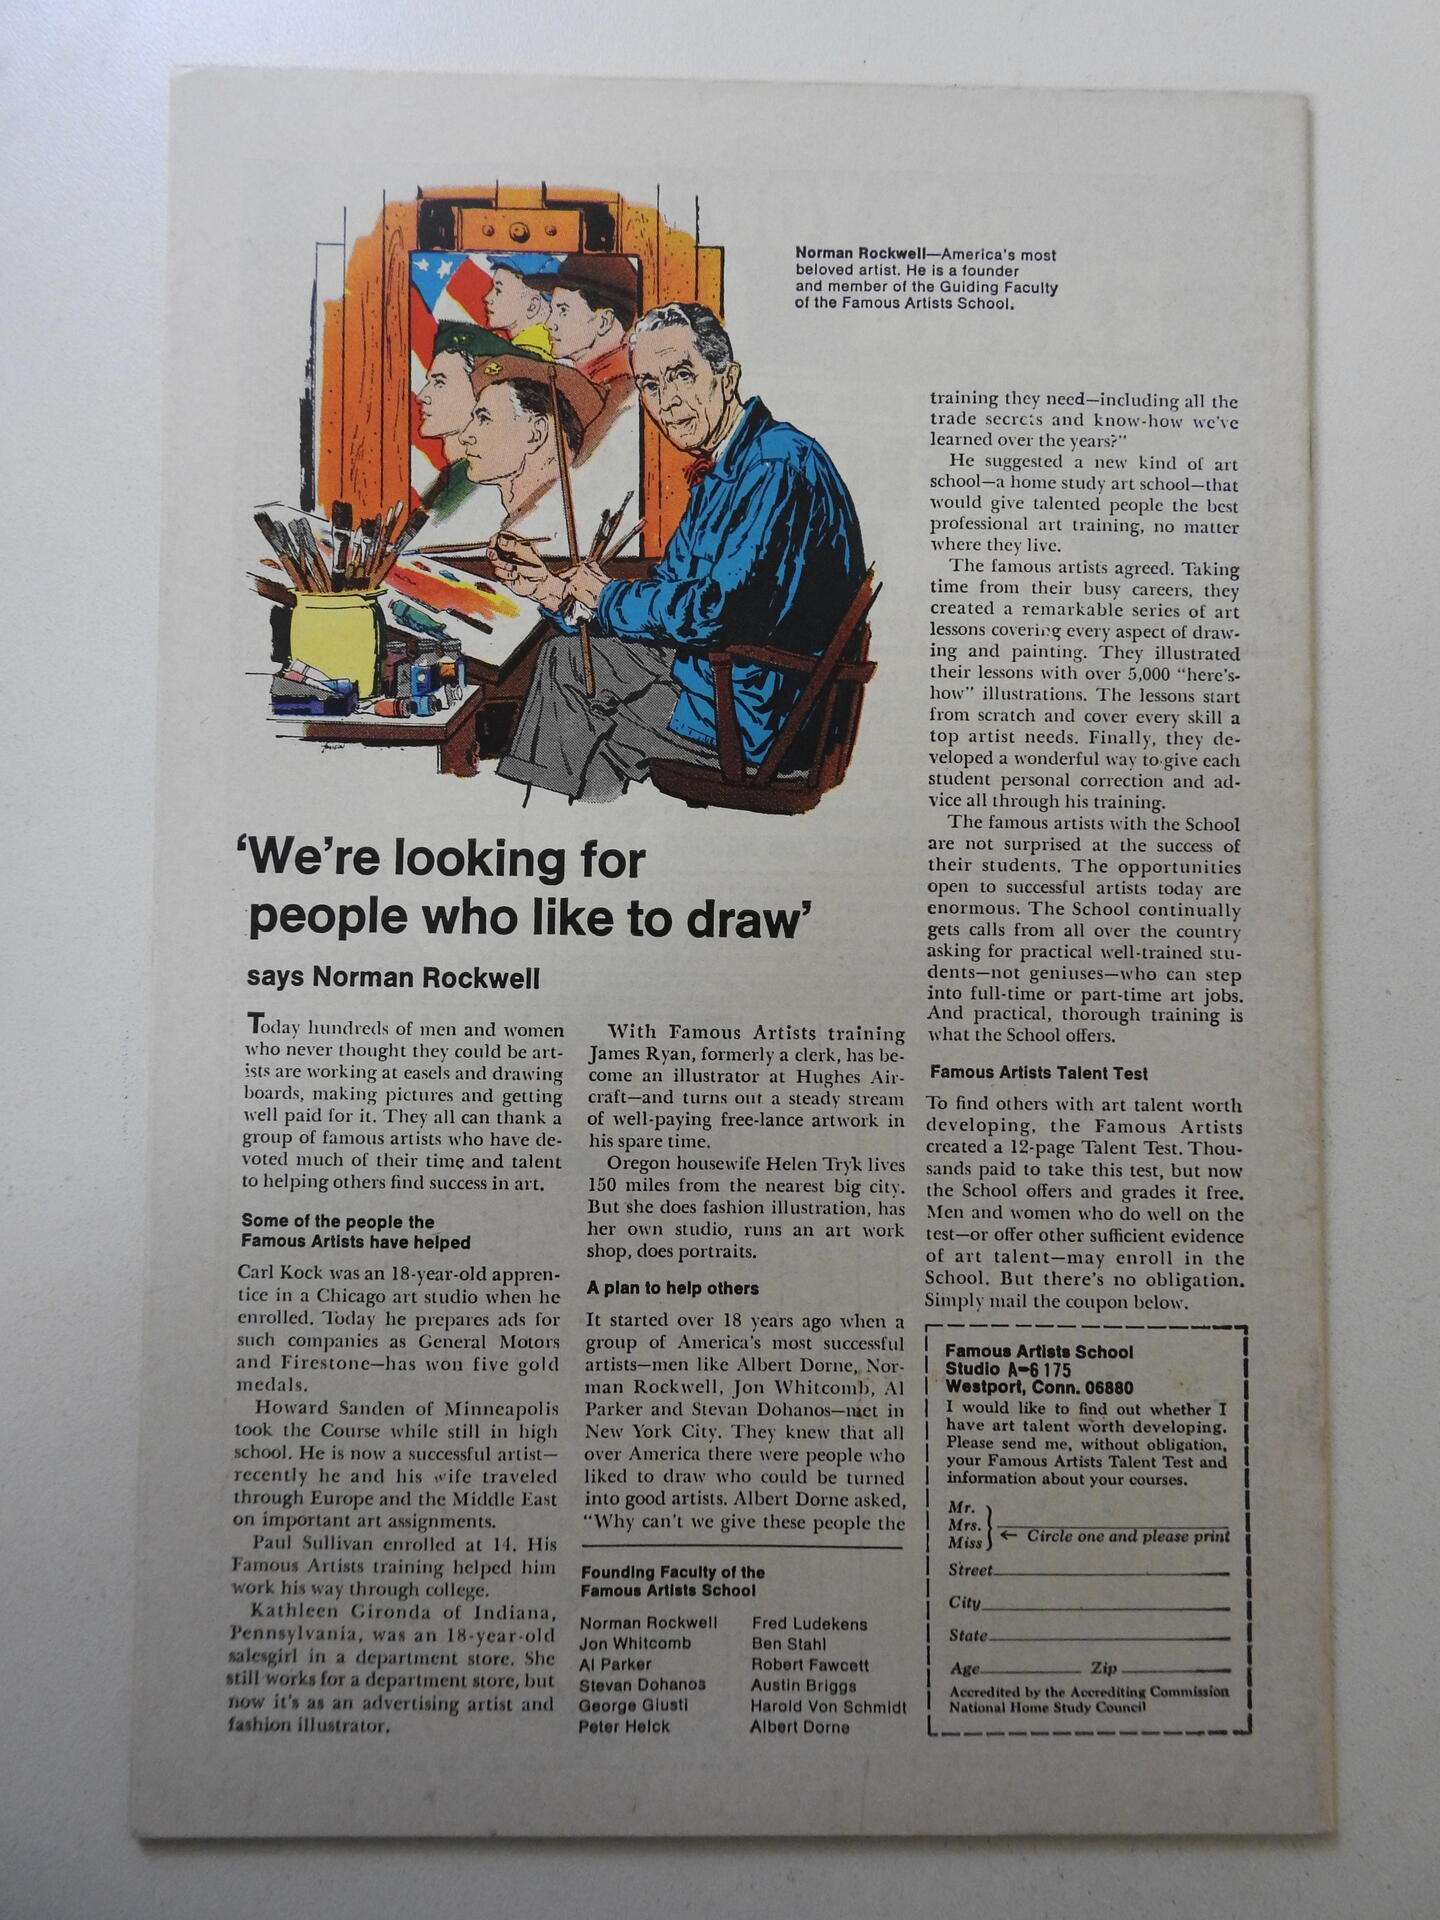 Norman Rockwell—America's most
beloved artist. He is a founder
and member of the Guiding Faculty
of the Famous Artists School.
'We're looking for
people who like to draw'
says Norman Rockwell
Today hundreds of men and women
who never thought they could be art-
ists are working at easels and drawing
boards, making pictures and getting
well paid for it. They all can thank a
group of famous artists who have de-
voted much of their time and talent
to helping others find success in art.
Some of the people the
Famous Artists have helped
Carl Kock was an 18-year-old appren-
tice in a Chicago art studio when he
enrolled. Today he prepares ads for
such companies as General Motors
and Firestone—has won five gold
medals.
Howard Sanden of Minneapolis
took the Course while still in high
school. He is now a successful artist—
recently he and his wife traveled
through Europe and the Middle East
on important art assignments.
Paul Sullivan enrolled at 14. His
Famous Artists training helped him
work his way through college.
Kathleen Gironda of Indiana,
Pennsylvania, was an 18-year-old
salesgirl in a department store. She
still works for a department store, but
now it's as an advertising artist and
fashion illustrator.
With Famous Artists training
James Ryan, formerly a clerk, has be-
come an illustrator at Hughes Air-
craft—and turns out a steady stream
of well-paying free-lance artwork in
his spare time.
Oregon housewife Helen Tryk lives
150 miles from the nearest big city.
But she does fashion illustration, has
her own studio, runs an art work
shop, does portraits.
A plan to help others
It started over 18 years ago when a
group of America's most successful
artists—men like Albert Dorne, Nor-
man Rockwell, Jon Whitcomb, Al
Parker and Stevan Dohanos—met in
New York City. They knew that all
over America there were people who
liked to draw who could be turned
into good artists. Albert Dorne asked,
"Why can't we give these people the
Founding Faculty of the
Famous Artists School
Norman Rockwell
Jon Whitcomb
Al Parker
Stevan Dohanos
George Giusti
Peter Helck
Fred Ludekens
Ben Stahl
Robert Fawcett
Austin Briggs
Harold Von Schmidt
Albert Dorne
training they need—including all the
trade secrets and know-how we've
learned over the years?"
He suggested a new kind of art
school—a home study art school—that
would give talented people the best
professional art training, no matter
where they live.
The famous artists agreed. Taking
time from their busy careers, they
created a remarkable series of art
lessons covering every aspect of draw-
ing and painting. They illustrated
their lessons with over 5,000 "here's-
how" illustrations. The lessons start
from scratch and cover every skill a
top artist needs. Finally, they de-
veloped a wonderful way to give each
student personal correction and ad-
vice all through his training.
The famous artists with the School
are not surprised at the success of
their students. The opportunities
open to successful artists today are
enormous. The School continually
gets calls from all over the country
asking for practical well-trained stu-
dents—not geniuses—who can step
into full-time or part-time art jobs.
And practical, thorough training is
what the School offers.
Famous Artists Talent Test
To find others with art talent worth
developing, the Famous Artists
created a 12-page Talent Test. Thou-
sands paid to take this test, but now
the School offers and grades it free.
Men and women who do well on the
test—or offer other sufficient evidence
of art talent—may enroll in the
School. But there's no obligation.
Simply mail the coupon below.
Famous Artists School
Studio A-6175
Westport, Conn. 06880
I would like to find out whether I
have art talent worth developing.
Please send me, without obligation,
your Famous Artists Talent Test and
information about your courses.
Mr.
Mrs.
Miss
← Circle one and please print
Street
City
State
Age Zip
Accredited by the Accrediting Commission
National Home Study Council